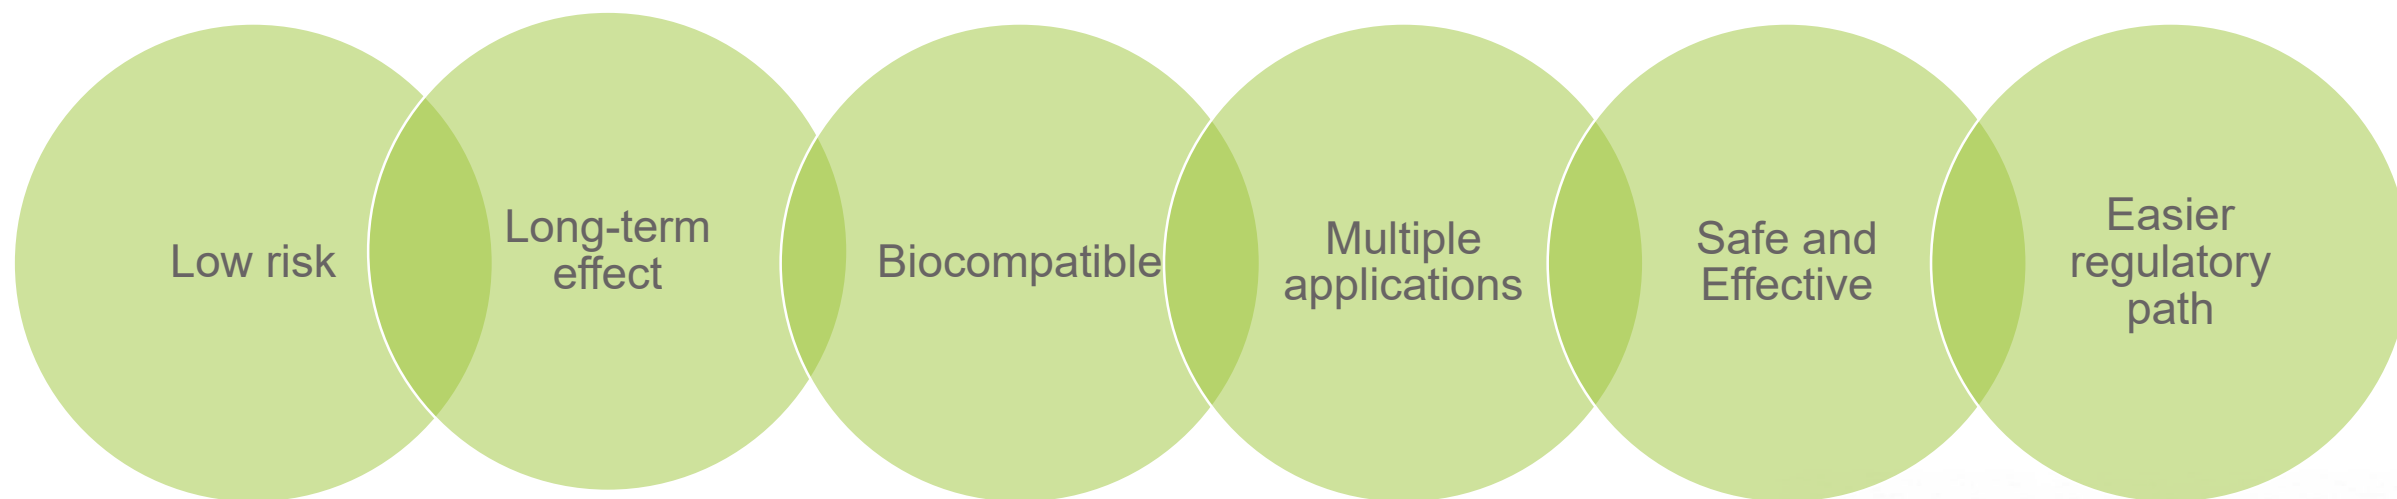 Low risk
Long-term
effect
Biocompatible
Multiple
applications
Safe and
Effective
Easier
regulatory
path